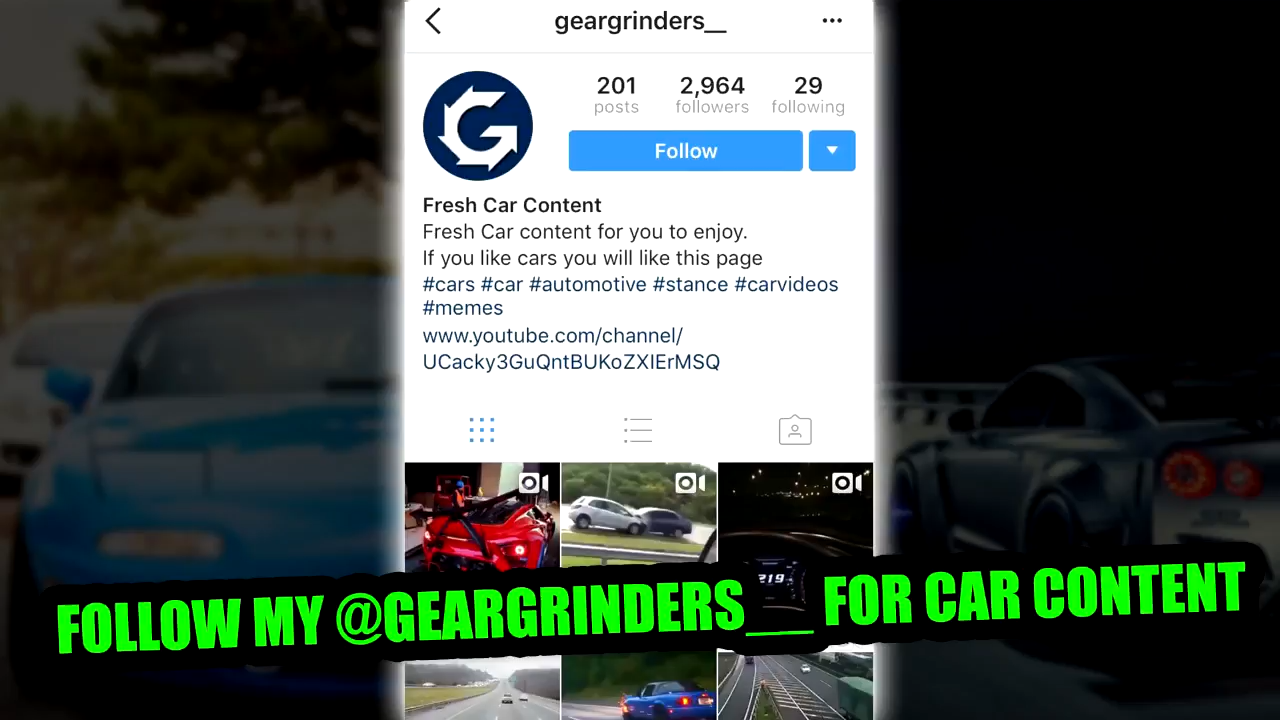 geargrinders__
201 2,964 29
posts followers following
Follow
Fresh Car Content
Fresh Car content for you to enjoy.
If you like cars you will like this page
#cars #car #automotive #stance #carvideos
#memes
www.youtube.com/channel/
UCacky3GuQntBUKoZXIErMSQ
219
FOLLOW MY @GEARGRINDERS__ FOR CAR CONTENT